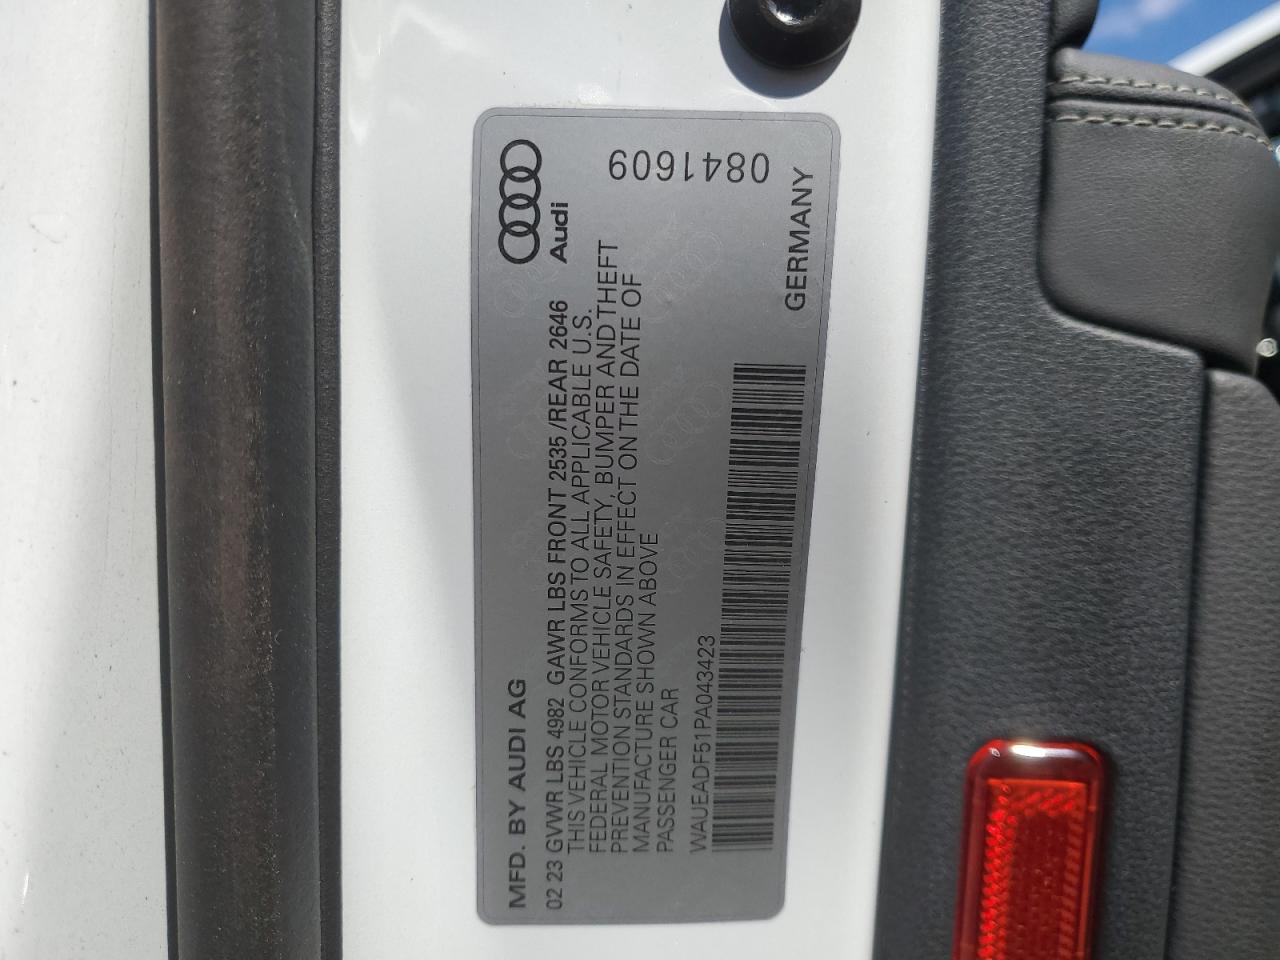 MFD. BY AUDI AG
Audi
02 23 GVWR LBS 4982 GAWR LBS FRONT 2535 /REAR 2646
THIS VEHICLE CONFORMS TO ALL APPLICABLE U.S.
FEDERAL MOTOR VEHICLE SAFETY, BUMPER AND THEFT
PREVENTION STANDARDS IN EFFECT ON THE DATE OF
MANUFACTURE SHOWN ABOVE
PASSENGER CAR
0841609
WAUEADF51PA043423
GERMANY